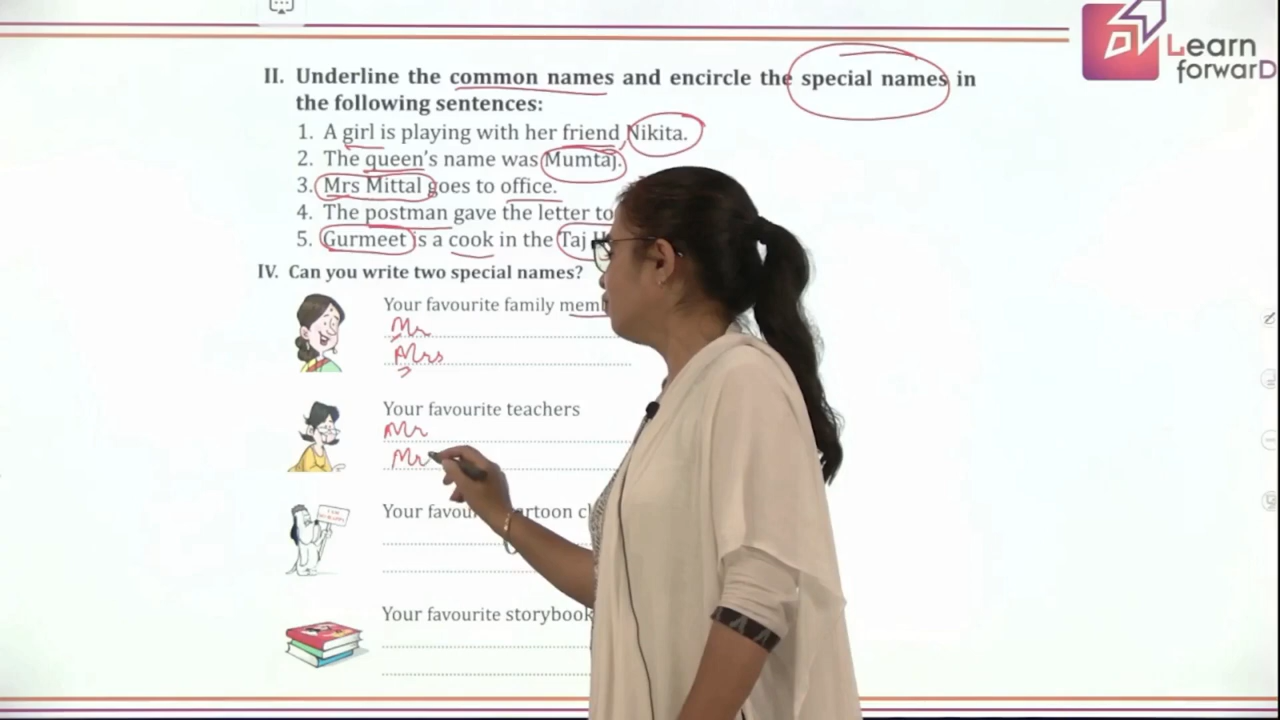 Learn
forwarD
II. Underline the common names and encircle the special names in
the following sentences:
1. A girl is playing with her friend Nikita.
2. The queen's name was Mumtaj.
3. Mrs Mittal goes to office.
4. The postman gave the letter to
5. Gurmeet is a cook in the Taj
IV. Can you write two special names?
Your favourite family
Mr
Mrs
Your favourite teachers
Mr
Mr
Your
Your favourite storybook